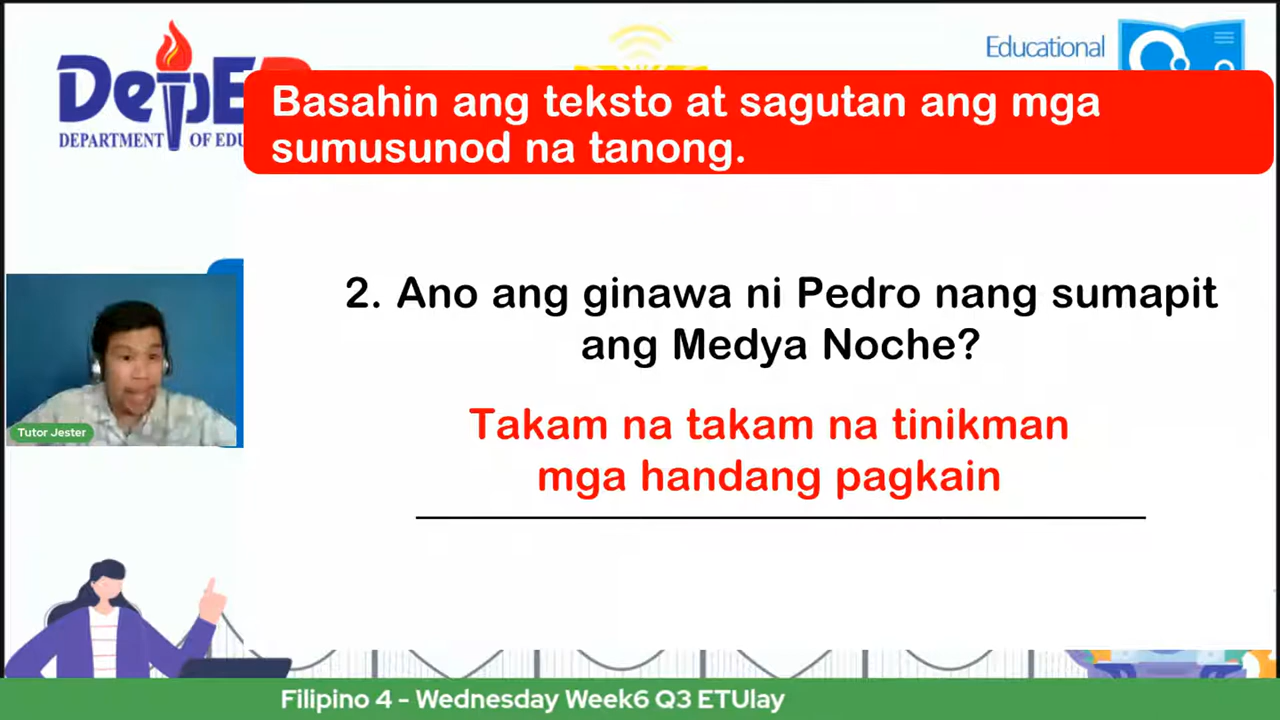 DepED
DEPARTMENT OF EDU
Educational
Basahin ang teksto at sagutan ang mga
sumusunod na tanong.
2. Ano ang ginawa ni Pedro nang sumapit
ang Medya Noche?
Takam na takam na tinikman
mga handang pagkain
Tutor Jester
Filipino 4 - Wednesday Week6 Q3 ETUlay